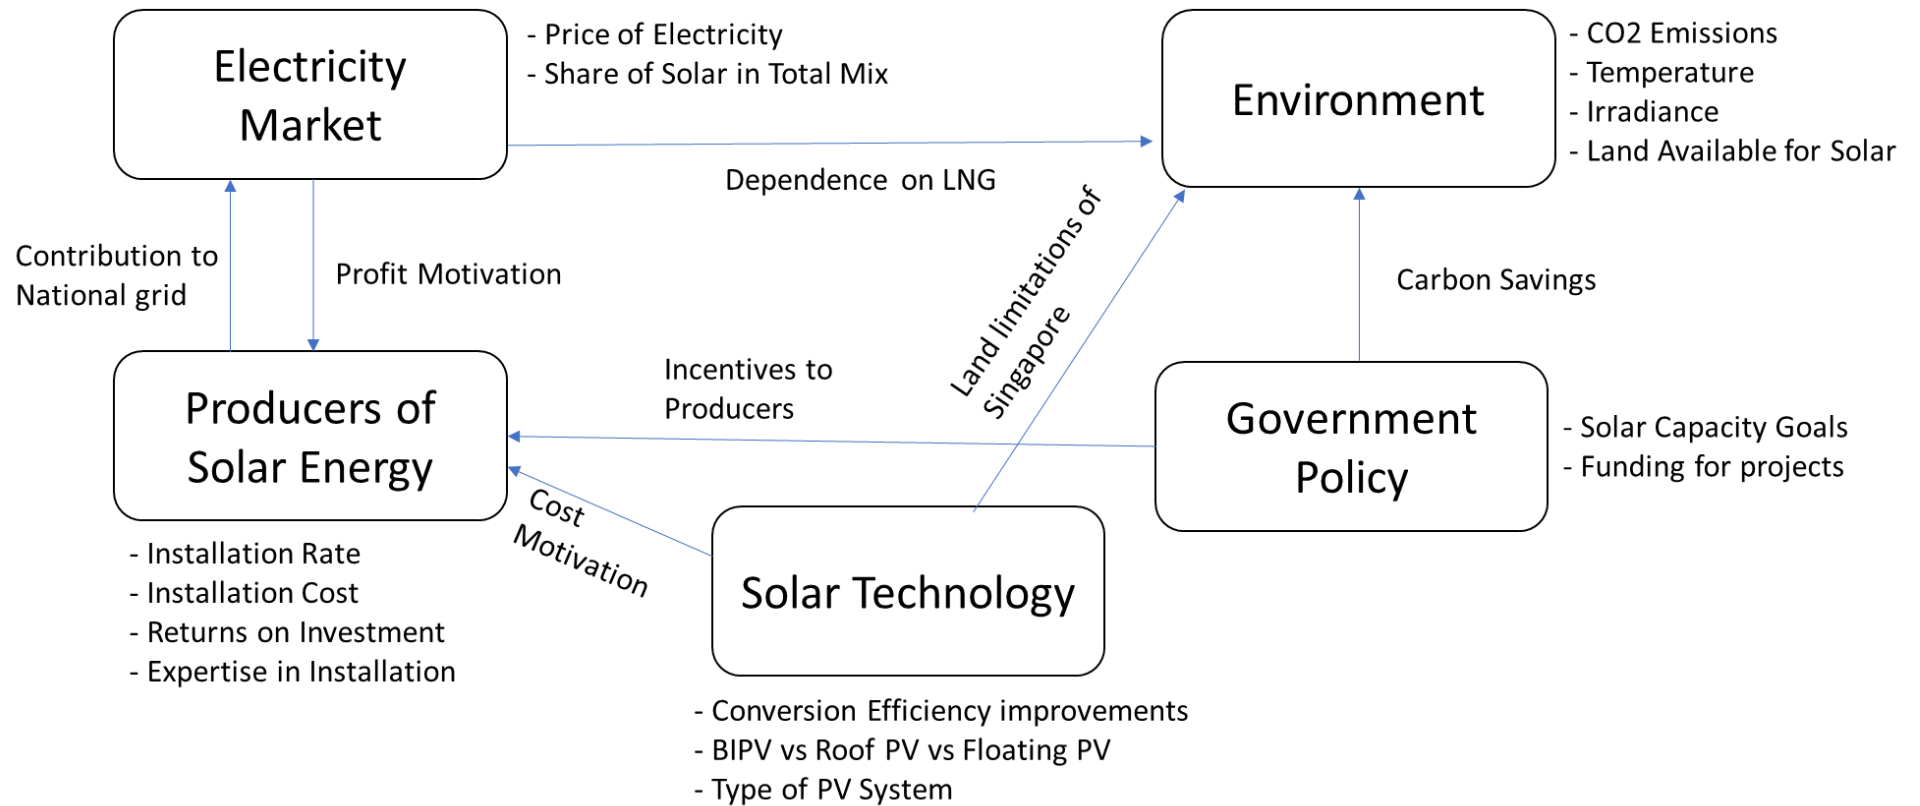 Electricity
Market
- Price of Electricity
- Share of Solar in Total Mix
Environment
- CO2 Emissions
- Temperature
- Irradiance
- Land Available for Solar
Dependence on LNG
Contribution to
National grid
Profit Motivation
Land limitations of
Singapore
Carbon Savings
Incentives to
Producers
Producers of
Solar Energy
- Installation Rate
- Installation Cost
- Returns on Investment
- Expertise in Installation
Cost
Motivation
Government
Policy
- Solar Capacity Goals
- Funding for projects
Solar Technology
- Conversion Efficiency improvements
- BIPV vs Roof PV vs Floating PV
- Type of PV System